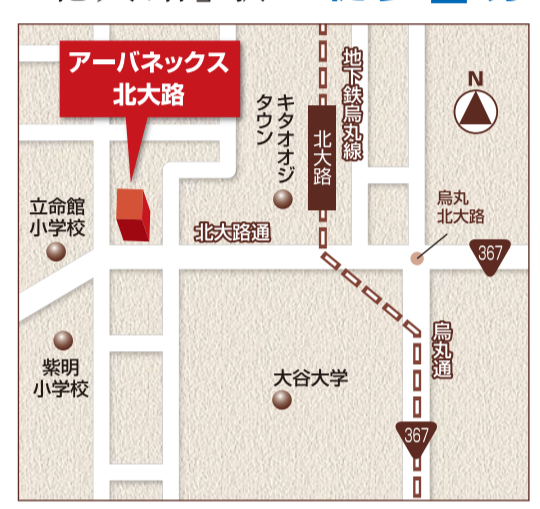 アーバネックス
北大路
キタオオジ
タウン
北大路
地下鉄烏丸線
N
立命館
小学校
北大路通
烏丸
北大路
367
紫明
小学校
大谷大学
烏丸通
367